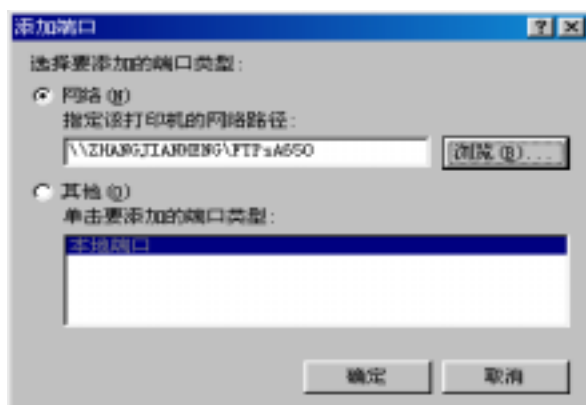 添加端口
选择要添加的端口类型:
网络(N)
指定该打印机的网络路径:
浏览(B)...
其他(O)
单击要添加的端口类型:
本地端口
确定
取消